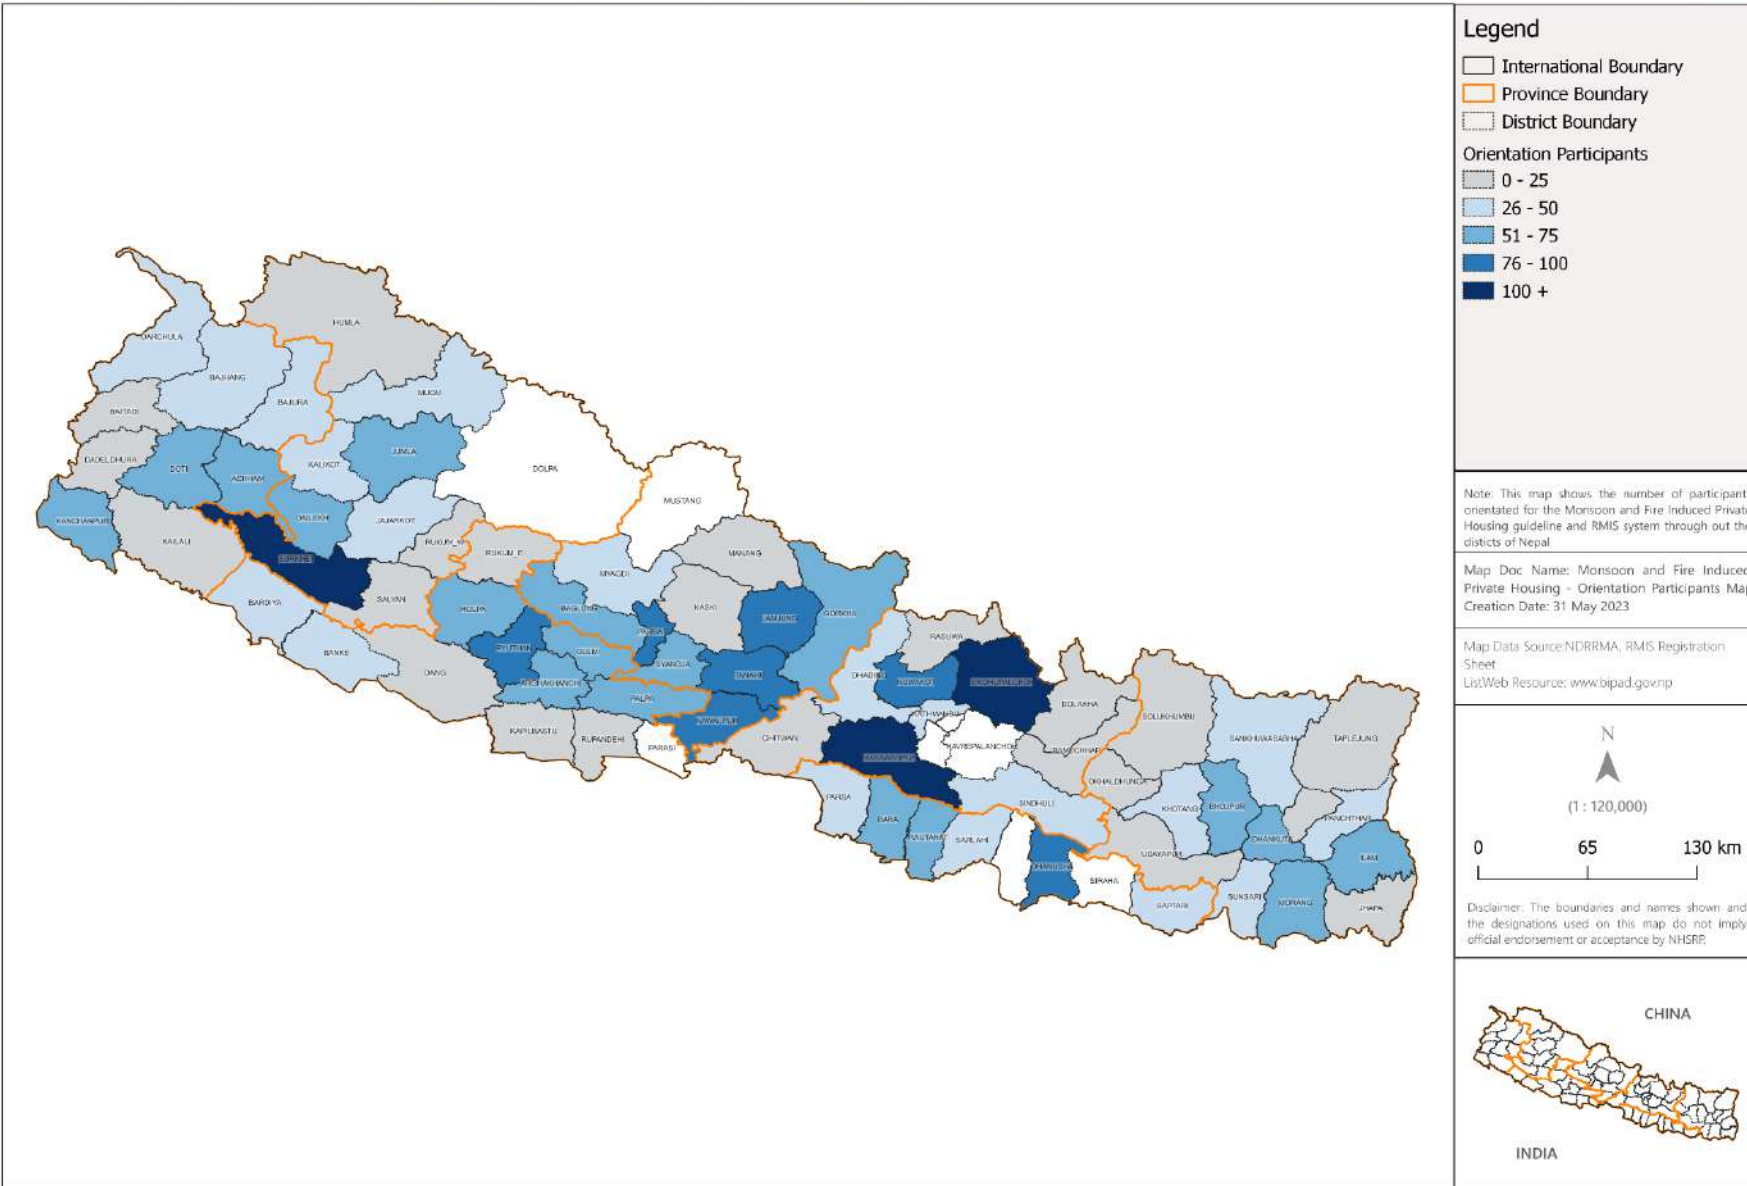 Legend
International Boundary
Province Boundary
District Boundary
Orientation Participants
0 - 25
26 - 50
51 - 75
76 - 100
100 +
Note: This map shows the number of participant
orientated for the Monsoon and Fire Induced Private
Housing guideline and RMIS system through out the
disticts of Nepal
Map Doc Name: Monsoon and Fire Induced
Private Housing - Orientation Participants Map
Creation Date: 31 May 2023
Map Data Source:NDRRMA, RMIS Registration
Sheet
ListWeb Resource: www.bipad.gov.np
N
(1 : 120,000)
0 65 130 km
Disclaimer: The boundaries and names shown and
the designations used on this map do not imply
official endorsement or acceptance by NHSRP.
CHINA
INDIA
HUMLA
DARCHULA
BAJHANG
BAJURA
MUGU
BAITADI
DADELDHURA
DOTI
ACHHAM
KALIKOT
JUMLA
DOLPA
MUSTANG
KANCHANPUR
KAILALI
DAILEKH
JAJARKOT
RUKUM_W
RUKUM_E
MANANG
SURKHET
SALYAN
MYAGDI
BARDIYA
ROLPA
BAGLUNG
KASKI
LAMJUNG
GORKHA
BANKE
DANG
PYUTHAN
GULMI
PARBAT
SYANGJA
TANAHU
RASUWA
ARGHAKHANCHI
PALPA
DHADING
NUWAKOT
SINDHUPALCHOK
KAPILBASTU
RUPANDEHI
PARASI
NAWALPUR
CHITWAN
KATHMANDU
KAVREPALANCHOK
DOLAKHA
SOLUKHUMBU
SANKHUWASABHA
TAPLEJUNG
MAKAWANPUR
RAMECHHAP
OKHALDHUNGA
PARSA
BARA
RAUTAHAT
SARLAHI
SINDHULI
KHOTANG
BHOJPUR
DHANKUTA
PANCHTHAR
DHANUSHA
SIRAHA
UDAYAPUR
ILAM
SAPTARI
SUNSARI
MORANG
JHAPA